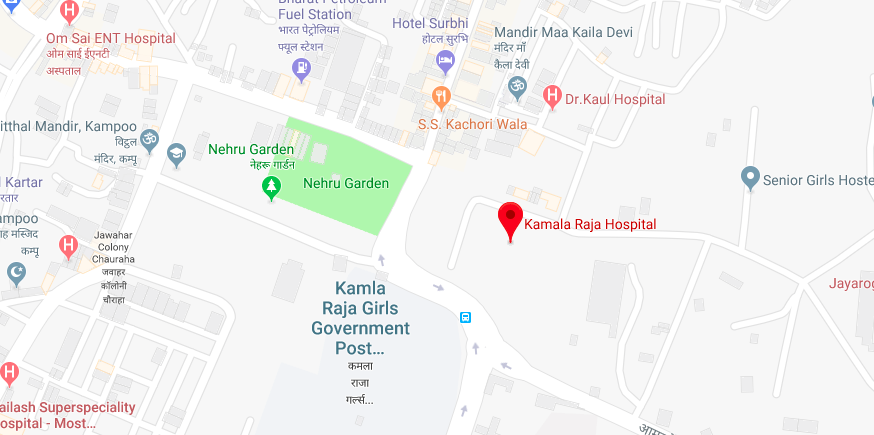 Bharat Petroleum
Fuel Station
भारत पेट्रोलियम
फ्यूल स्टेशन
Hotel Surbhi
होटल सुरभि
Mandir Maa Kaila Devi
मंदिर माँ
कैला देवी
Om Sai ENT Hospital
ओम साई ईएनटी
अस्पताल
Dr.Kaul Hospital
S.S. Kachori Wala
itthal Mandir, Kampoo
विट्ठल
मंदिर, कम्पू
Nehru Garden
नेहरू गार्डन
Nehru Garden
l Kartar
Senior Girls Hoste
ampoo
ाह मस्जिद
कम्पू
Kamala Raja Hospital
Jawahar
Colony
Chauraha
जवाहर
कॉलोनी
चौराहा
Kamla
Raja Girls
Government
Post...
कमला
राजा
गर्ल्स...
Jayarog
ailash Superspeciality
ospital - Most...